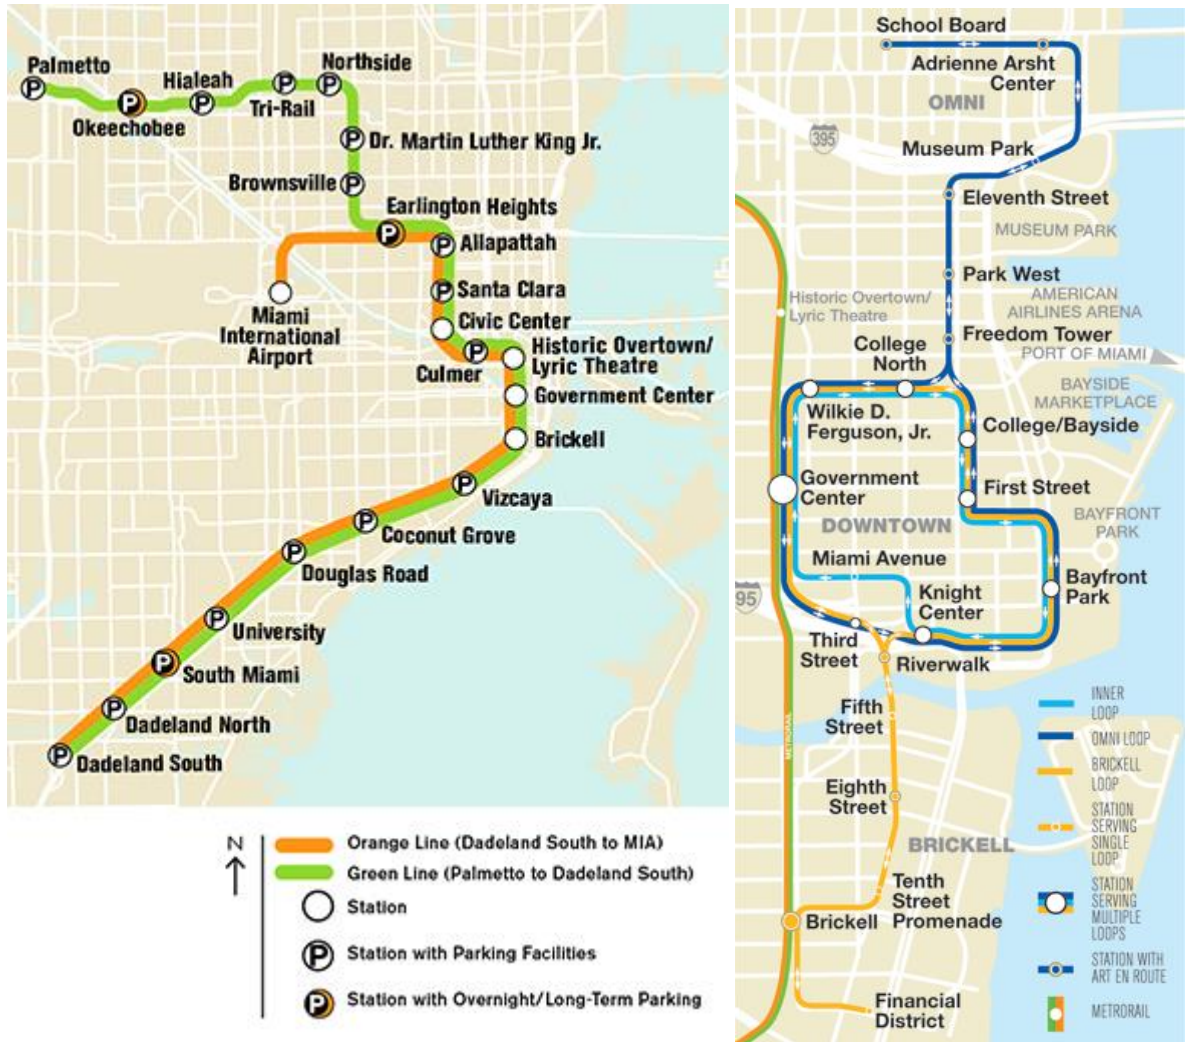 Palmetto
Okeechobee
Hialeah
Tri-Rail
Northside
Dr. Martin Luther King Jr.
Brownsville
Earlington Heights
Allapattah
Santa Clara
Civic Center
Miami
International
Airport
Culmer
Historic Overtown/
Lyric Theatre
Government Center
Brickell
Vizcaya
Coconut Grove
Douglas Road
University
South Miami
Dadeland North
Dadeland South
N
Orange Line (Dadeland South to MIA)
Green Line (Palmetto to Dadeland South)
Station
P Station with Parking Facilities
P Station with Overnight/Long-Term Parking
School Board
Adrienne Arsht
Center
OMNI
395
Museum Park
Eleventh Street
MUSEUM PARK
Park West
Historic Overtown/
Lyric Theatre
AMERICAN
AIRLINES ARENA
Freedom Tower
College
North
PORT OF MIAMI
BAYSIDE
MARKETPLACE
Wilkie D.
Ferguson, Jr.
College/Bayside
Government
Center
First Street
DOWNTOWN
BAYFRONT
PARK
Miami Avenue
Knight
Center
Bayfront
Park
95
Third
Street
Riverwalk
Fifth
Street
METRORAIL
Eighth
Street
BRICKELL
Tenth
Street
Promenade
Brickell
Financial
District
INNER
LOOP
OMNI LOOP
BRICKELL
LOOP
STATION
SERVING
SINGLE
LOOP
STATION
SERVING
MULTIPLE
LOOPS
STATION WITH
ART EN ROUTE
METRORAIL